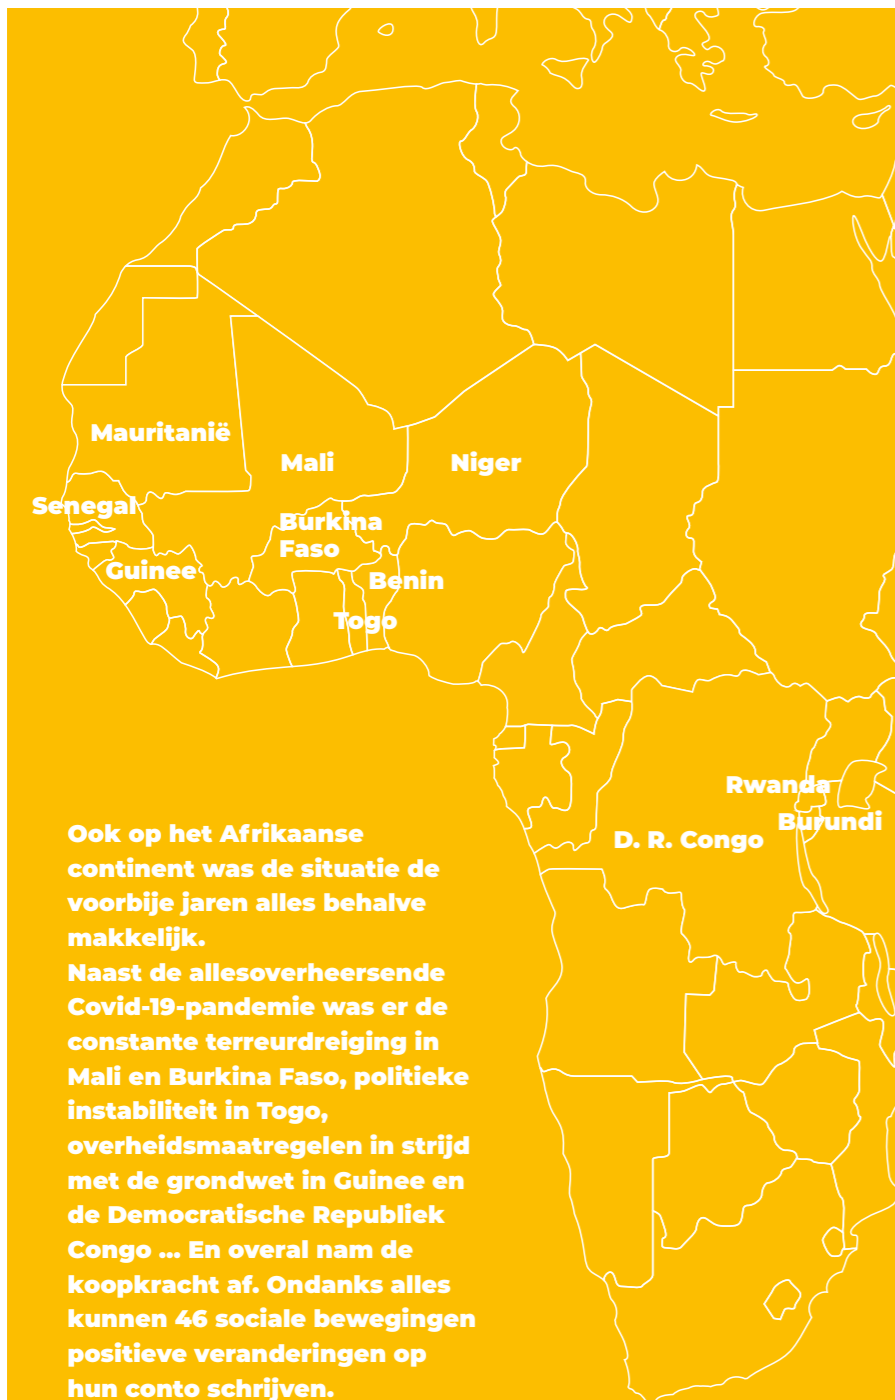 Mauritanië
Mali
Niger
Senegal
Burkina
Faso
Guinee
Benin
Togo
Rwanda
Burundi
D. R. Congo
Ook op het Afrikaanse
continent was de situatie de
voorbije jaren alles behalve
makkelijk.
Naast de allesoverheersende
Covid-19-pandemie was er de
constante terreurdreiging in
Mali en Burkina Faso, politieke
instabiliteit in Togo,
overheidsmaatregelen in strijd
met de grondwet in Guinee en
de Democratische Republiek
Congo ... En overal nam de
koopkracht af. Ondanks alles
kunnen 46 sociale bewegingen
positieve veranderingen op
hun conto schrijven.